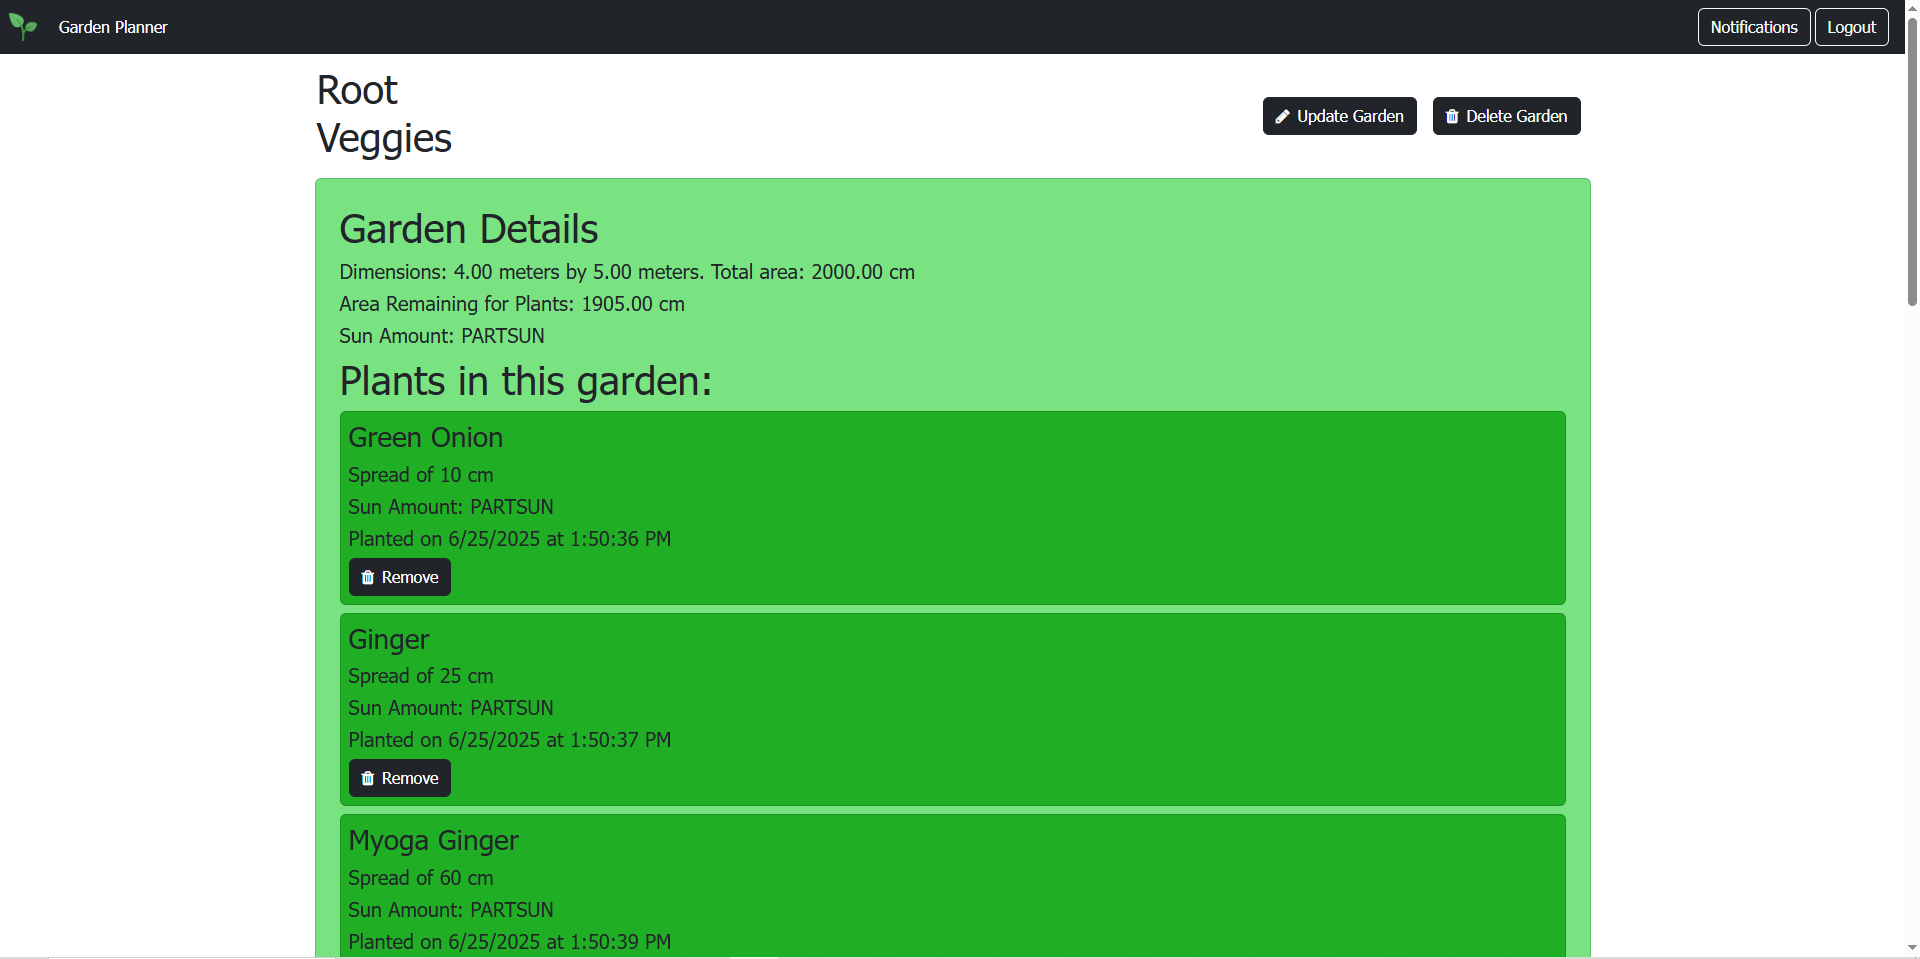 Garden Planner
Notifications
Logout
Root
Veggies
Update Garden
Delete Garden
Garden Details
Dimensions: 4.00 meters by 5.00 meters. Total area: 2000.00 cm
Area Remaining for Plants: 1905.00 cm
Sun Amount: PARTSUN
Plants in this garden:
Green Onion
Spread of 10 cm
Sun Amount: PARTSUN
Planted on 6/25/2025 at 1:50:36 PM
Remove
Ginger
Spread of 25 cm
Sun Amount: PARTSUN
Planted on 6/25/2025 at 1:50:37 PM
Remove
Myoga Ginger
Spread of 60 cm
Sun Amount: PARTSUN
Planted on 6/25/2025 at 1:50:39 PM